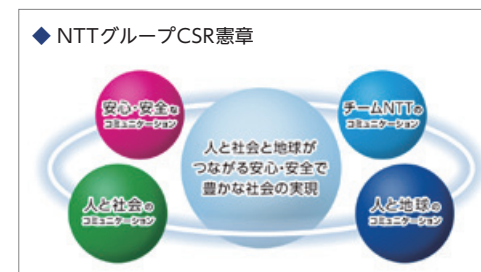 ◆ NTTグループCSR憲章
安心・安全な
コミュニケーション
チームNTTの
コミュニケーション
人と社会と地球が
つながる安心・安全で
豊かな社会の実現
人と社会の
コミュニケーション
人と地球の
コミュニケーション